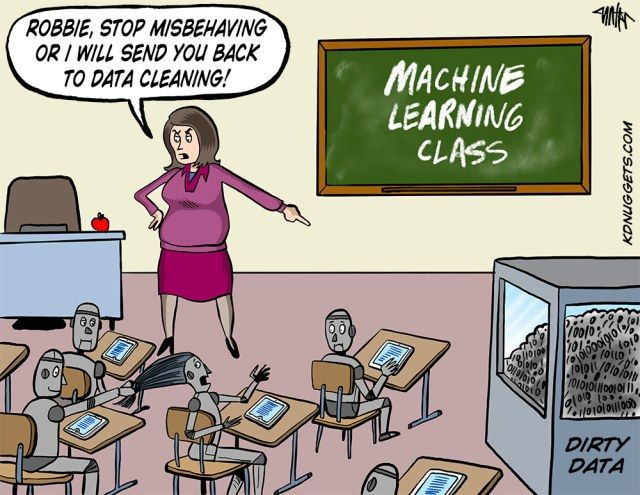 ROBBIE, STOP MISBEHAVING
OR I WILL SEND YOU BACK
TO DATA CLEANING!
MACHINE
LEARNING
CLASS
KDNUGGETS.COM
DIRTY
DATA